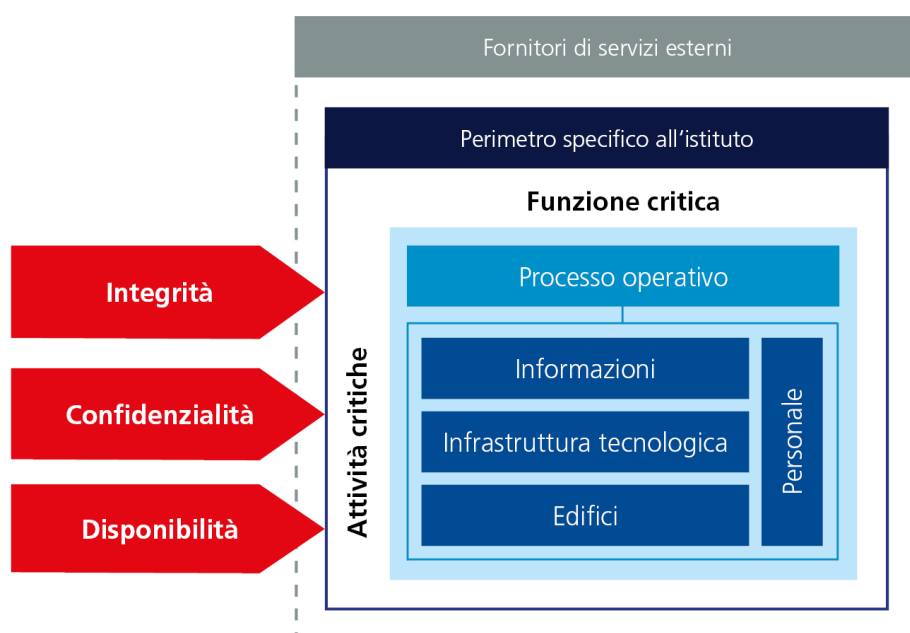 Fornitori di servizi esterni
Perimetro specifico all'istituto
Funzione critica
Processo operativo
Integrità
Confidenzialità
Disponibilità
Attività critiche
Informazioni
Infrastruttura tecnologica
Edifici
Personale